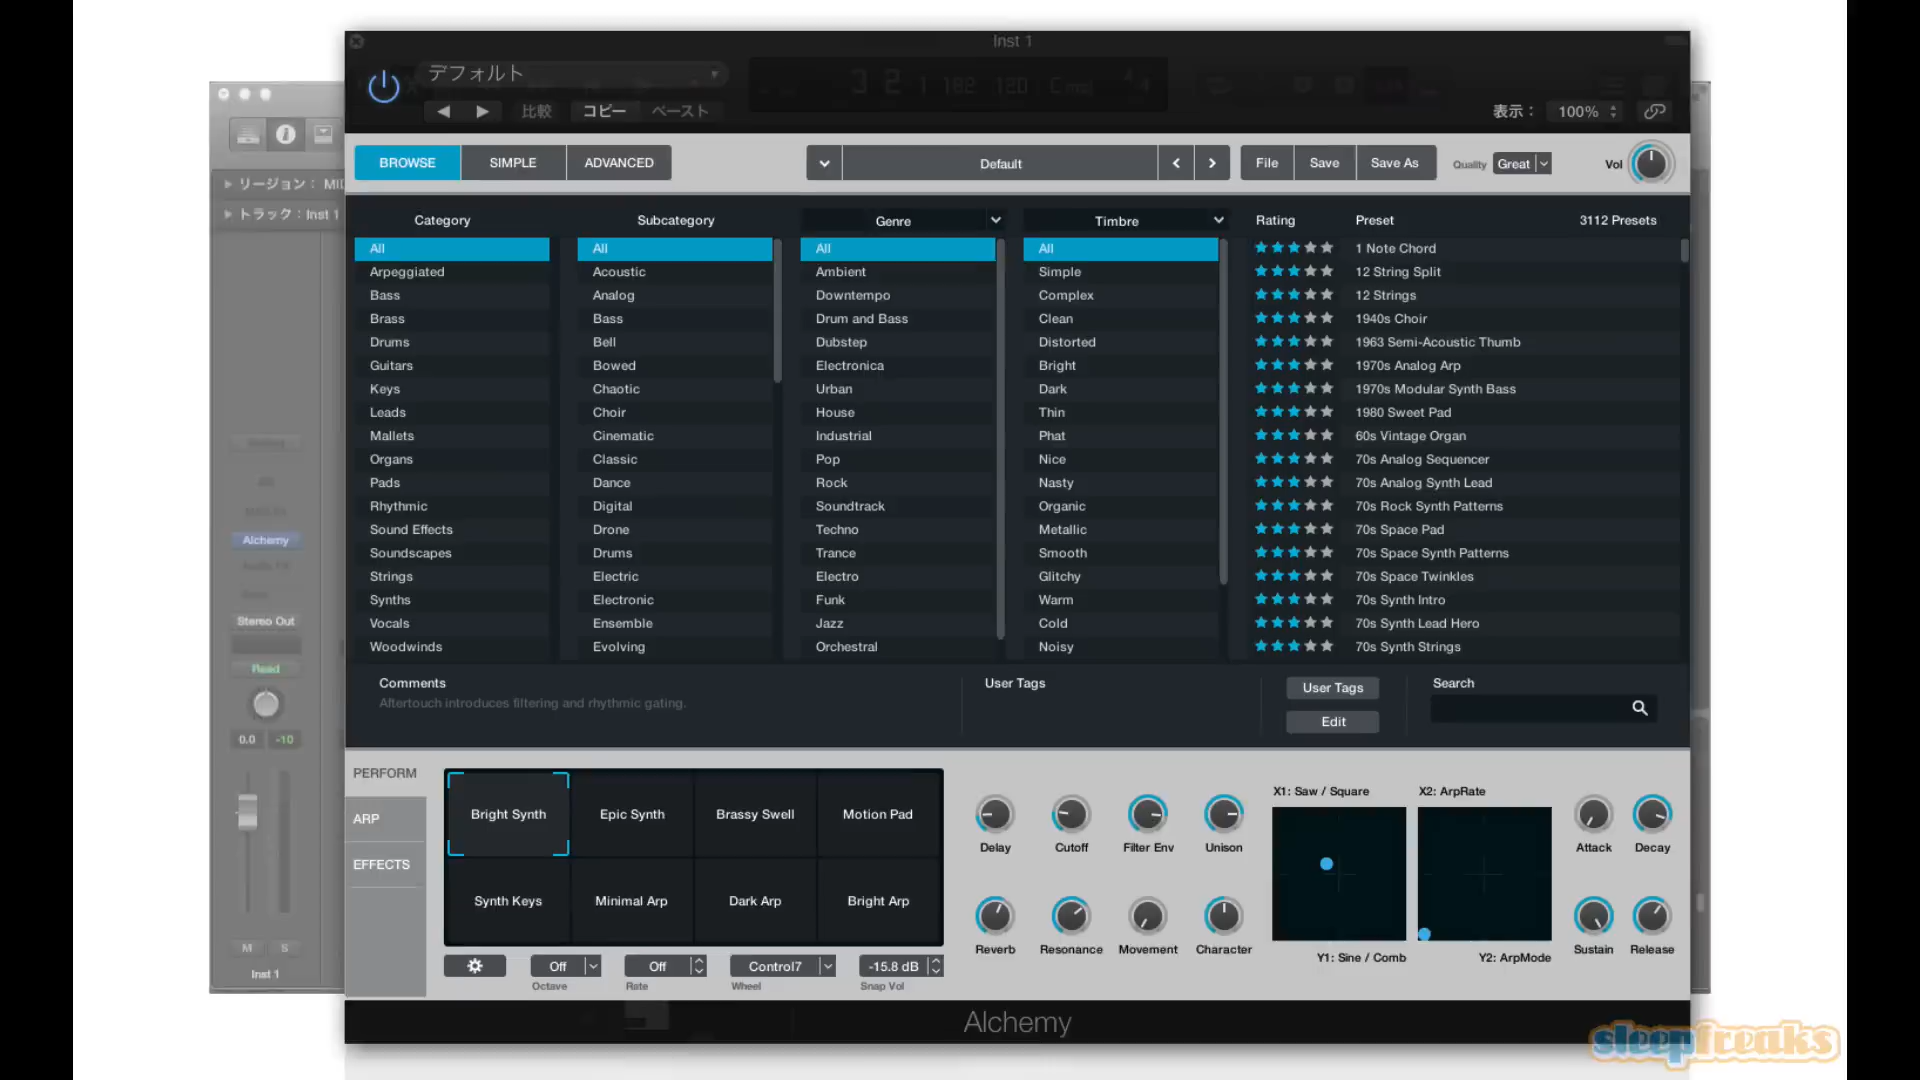 Inst 1
デフォルト
3 2 1 182 120 C maj 4/4
比較 コピー ペースト
表示： 100%
BROWSE SIMPLE ADVANCED
Default
File Save Save As Quality Great Vol
リージョン： MI
トラック：Inst 1
Category Subcategory Genre Timbre Rating Preset 3112 Presets
All All All All 1 Note Chord
Arpeggiated Acoustic Ambient Simple 12 String Split
Bass Analog Downtempo Complex 12 Strings
Brass Bass Drum and Bass Clean 1940s Choir
Drums Bell Dubstep Distorted 1963 Semi-Acoustic Thumb
Guitars Bowed Electronica Bright 1970s Analog Arp
Keys Chaotic Urban Dark 1970s Modular Synth Bass
Leads Choir House Thin 1980 Sweet Pad
Mallets Cinematic Industrial Phat 60s Vintage Organ
Organs Classic Pop Nice 70s Analog Sequencer
Pads Dance Rock Nasty 70s Analog Synth Lead
Rhythmic Digital Soundtrack Organic 70s Rock Synth Patterns
Sound Effects Drone Techno Metallic 70s Space Pad
Soundscapes Drums Trance Smooth 70s Space Synth Patterns
Strings Electric Electro Glitchy 70s Space Twinkles
Synths Electronic Funk Warm 70s Synth Intro
Vocals Ensemble Jazz Cold 70s Synth Lead Hero
Woodwinds Evolving Orchestral Noisy 70s Synth Strings
Alchemy
Stereo Out
Read
0.0 -10
M S
Inst 1
Comments
Aftertouch introduces filtering and rhythmic gating.
User Tags
User Tags
Edit
Search
PERFORM
ARP
EFFECTS
Bright Synth Epic Synth Brassy Swell Motion Pad
Synth Keys Minimal Arp Dark Arp Bright Arp
Off Off Control7 -15.8 dB
Octave Rate Wheel Snap Vol
Delay Cutoff Filter Env Unison
Reverb Resonance Movement Character
X1: Saw / Square X2: ArpRate
Y1: Sine / Comb Y2: ArpMode
Attack Decay
Sustain Release
Alchemy
sleepfreaks